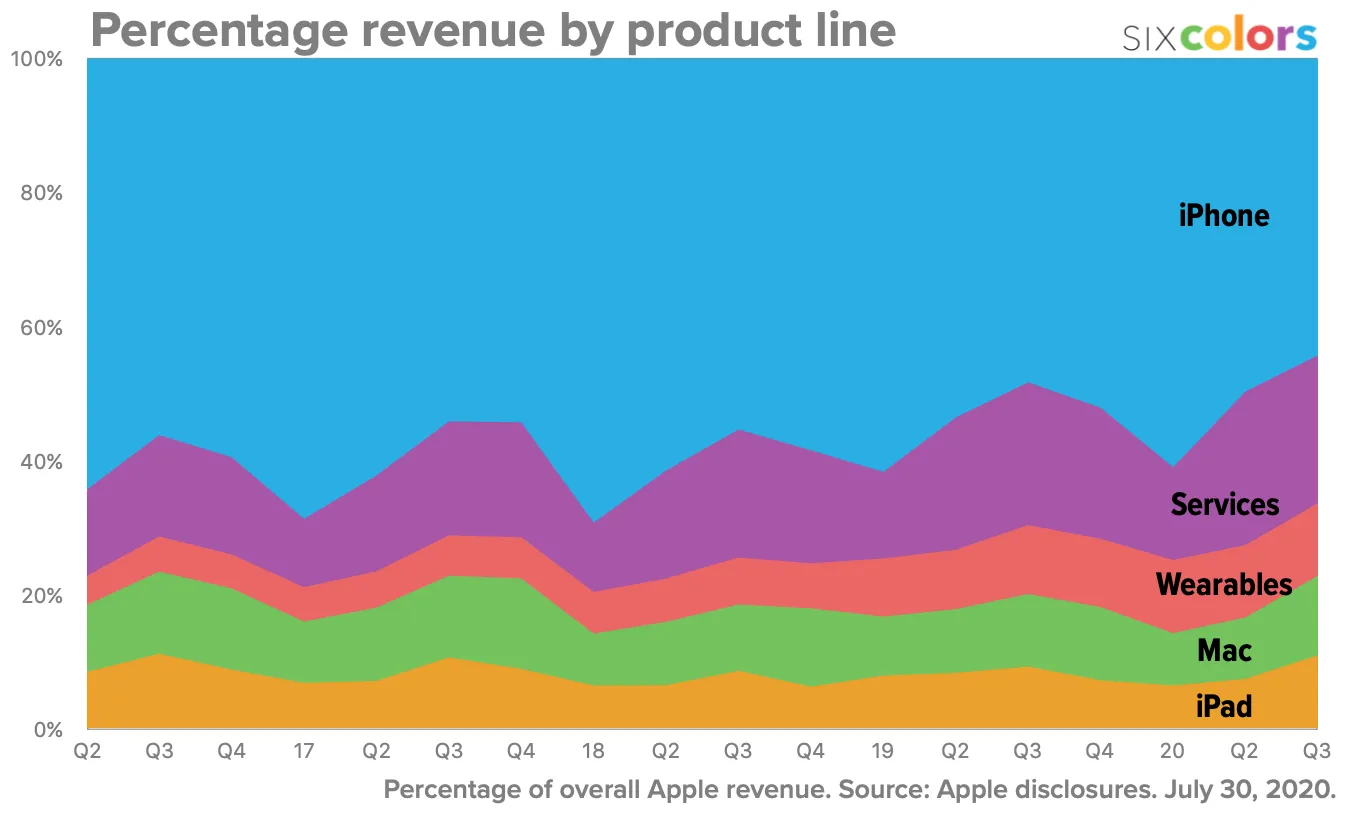 Percentage revenue by product line
SIXcolors
100%
80%
60%
40%
20%
0%
iPhone
Services
Wearables
Mac
iPad
Q2 Q3 Q4 17 Q2 Q3 Q4 18 Q2 Q3 Q4 19 Q2 Q3 Q4 20 Q2 Q3
Percentage of overall Apple revenue. Source: Apple disclosures. July 30, 2020.